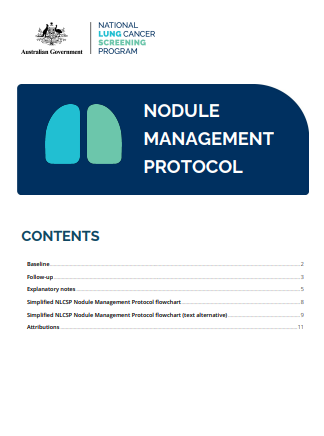 Australian Government
NATIONAL
LUNG CANCER
SCREENING
PROGRAM
NODULE
MANAGEMENT
PROTOCOL
CONTENTS
Baseline 2
Follow-up 3
Explanatory notes 5
Simplified NLCSP Nodule Management Protocol flowchart 8
Simplified NLCSP Nodule Management Protocol flowchart (text alternative) 9
Attributions 11